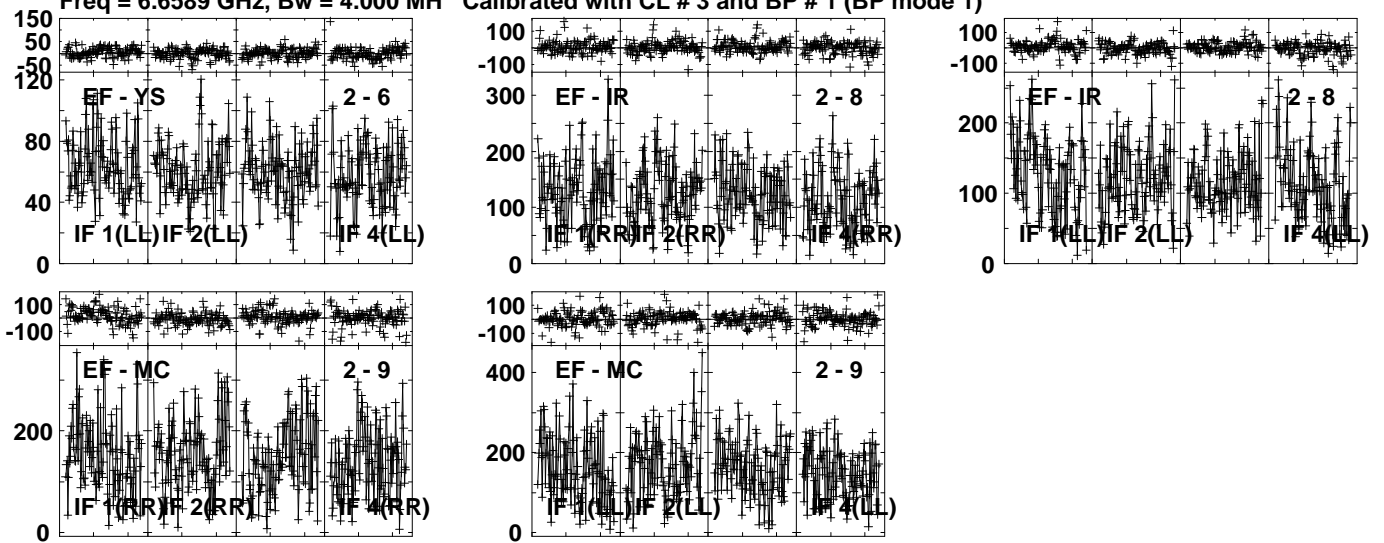 Freq = 6.6589 GHz, Bw = 4.000 MH Calibrated with CL # 3 and BP # 1 (BP mode 1)
150
50
-50
120
80
40
0
EF - YS 2 - 6
IF 1(LL) IF 2(LL) IF 4(LL)
100
-100
300
200
100
0
EF - IR 2 - 8
IF 1(RR) IF 2(RR) IF 4(RR)
100
-100
200
100
0
EF - IR 2 - 8
IF 1(LL) IF 2(LL) IF 4(LL)
100
-100
200
0
EF - MC 2 - 9
IF 1(RR) IF 2(RR) IF 4(RR)
100
-100
400
200
0
EF - MC 2 - 9
IF 1(LL) IF 2(LL) IF 4(LL)